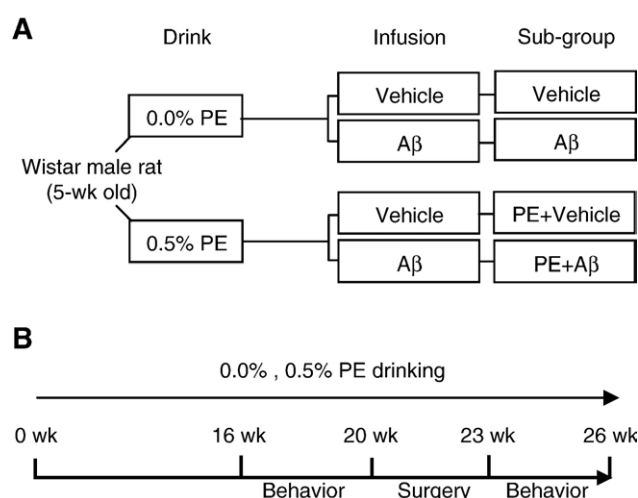 A
Drink Infusion Sub-group
0.0% PE
Vehicle Vehicle
Aβ Aβ
Wistar male rat
(5-wk old)
0.5% PE
Vehicle PE+Vehicle
Aβ PE+Aβ
B
0.0% , 0.5% PE drinking
0 wk 16 wk 20 wk 23 wk 26 wk
Behavior Surgery Behavior